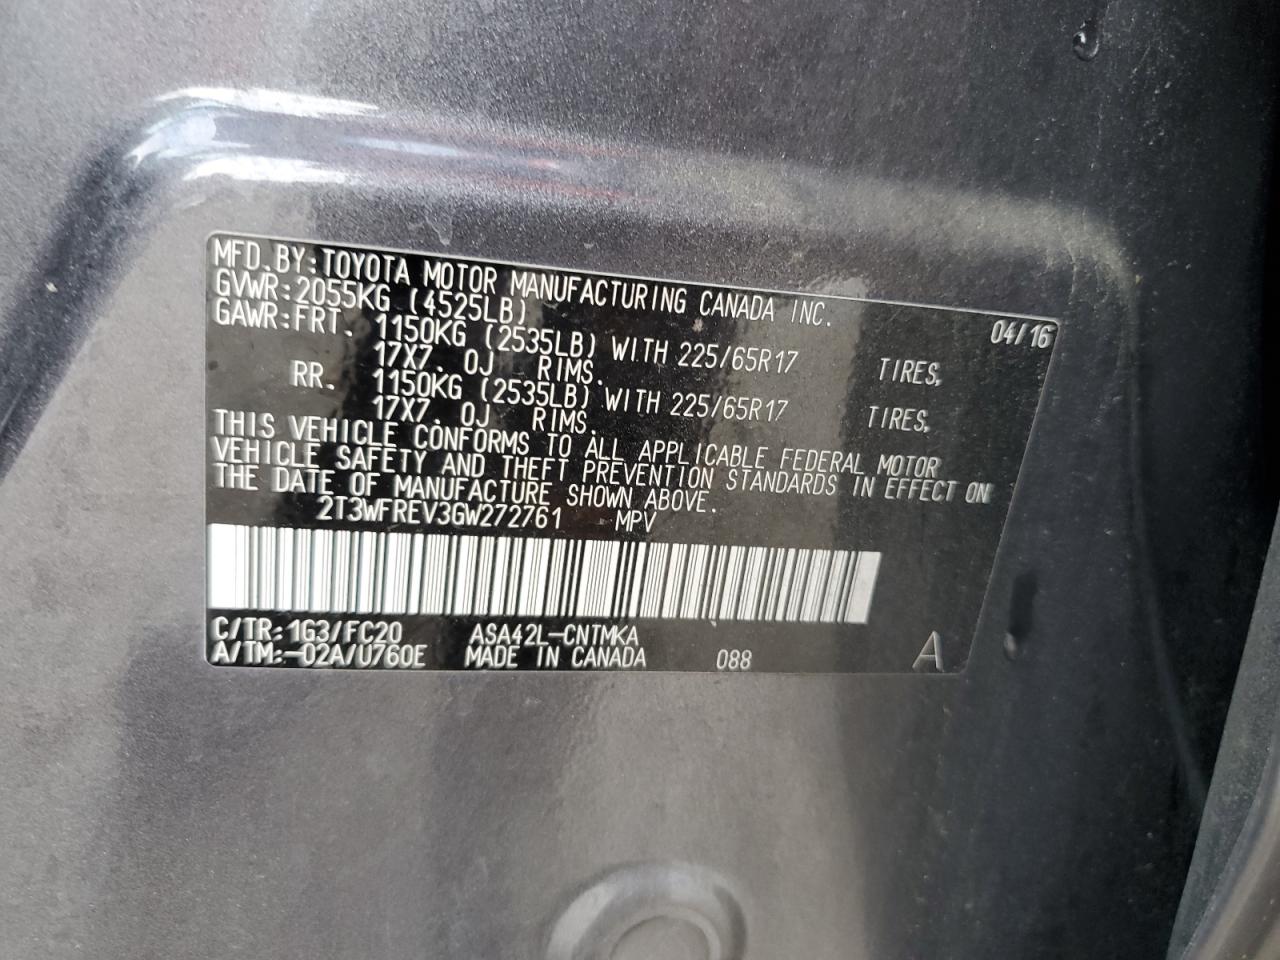 MFD.BY:TOYOTA MOTOR MANUFACTURING CANADA INC.
GVWR:2055KG (4525LB) 04/16
GAWR:FRT. 1150KG (2535LB) WITH 225/65R17 TIRES,
17X7.0J RIMS.
RR. 1150KG (2535LB) WITH 225/65R17 TIRES,
17X7.0J RIMS.
THIS VEHICLE CONFORMS TO ALL APPLICABLE FEDERAL MOTOR
VEHICLE SAFETY AND THEFT PREVENTION STANDARDS IN EFFECT ON
THE DATE OF MANUFACTURE SHOWN ABOVE.
2T3WFREV3GW272761 MPV
C/TR:1G3/FC20 ASA42L-CNTMKA
A/TM:-02A/U760E MADE IN CANADA 088 A